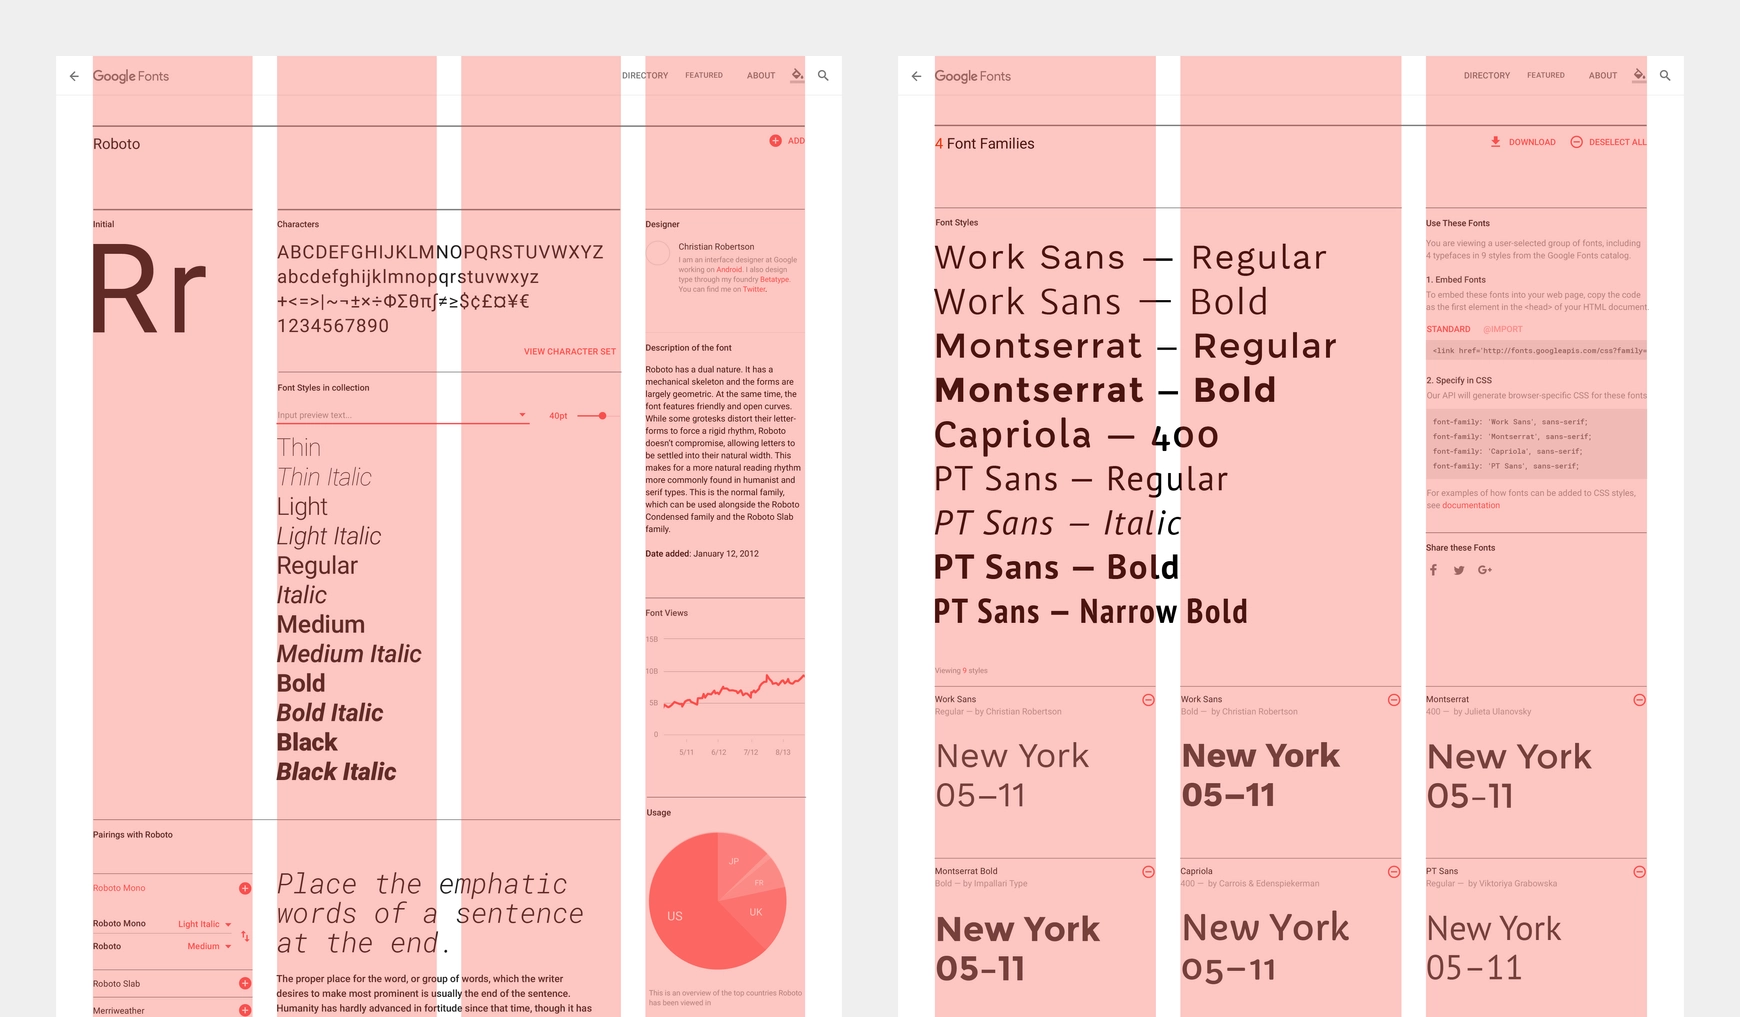 Google Fonts
DIRECTORY
FEATURED
ABOUT
Roboto
ADD
Initial
Rr
Characters
ABCDEFGHIJKLMNOPQRSTUVWXYZ
abcdefghijklmnopqrstuvwxyz
+<=>|~¬±×÷ΦΣθπ∫≠≥$¢£¤¥€
1234567890
VIEW CHARACTER SET
Font Styles in collection
Input preview text...
40pt
Thin
Thin Italic
Light
Light Italic
Regular
Italic
Medium
Medium Italic
Bold
Bold Italic
Black
Black Italic
Designer
Christian Robertson
I am an interface designer at Google
working on Android. I also design
type through my foundry Betatype.
You can find me on Twitter.
Description of the font
Roboto has a dual nature. It has a
mechanical skeleton and the forms are
largely geometric. At the same time, the
font features friendly and open curves.
While some grotesks distort their letter-
forms to force a rigid rhythm, Roboto
doesn't compromise, allowing letters to
be settled into their natural width. This
makes for a more natural reading rhythm
more commonly found in humanist and
serif types. This is the normal family,
which can be used alongside the Roboto
Condensed family and the Roboto Slab
family.
Date added: January 12, 2012
Font Views
15B
10B
5B
0
5/11
6/12
7/12
8/13
Usage
JP
FR
UK
US
This is an overview of the top countries Roboto
has been viewed in
Pairings with Roboto
Roboto Mono
Roboto Mono
Light Italic
Roboto
Medium
Roboto Slab
Merriweather
Place the emphatic
words of a sentence
at the end.
The proper place for the word, or group of words, which the writer
desires to make most prominent is usually the end of the sentence.
Humanity has hardly advanced in fortitude since that time, though it has
Google Fonts
DIRECTORY
FEATURED
ABOUT
4 Font Families
DOWNLOAD
DESELECT ALL
Font Styles
Work Sans — Regular
Work Sans — Bold
Montserrat — Regular
Montserrat — Bold
Capriola — 400
PT Sans — Regular
PT Sans — Italic
PT Sans — Bold
PT Sans — Narrow Bold
Viewing 9 styles
Use These Fonts
You are viewing a user-selected group of fonts, including
4 typefaces in 9 styles from the Google Fonts catalog.
1. Embed Fonts
To embed these fonts into your web page, copy the code
as the first element in the <head> of your HTML document.
STANDARD
@IMPORT
<link href='http://fonts.googleapis.com/css?family=
2. Specify in CSS
Our API will generate browser-specific CSS for these fonts
font-family: 'Work Sans', sans-serif;
font-family: 'Montserrat', sans-serif;
font-family: 'Capriola', sans-serif;
font-family: 'PT Sans', sans-serif;
For examples of how fonts can be added to CSS styles,
see documentation
Share these Fonts
Work Sans
Regular — by Christian Robertson
New York
05–11
Work Sans
Bold — by Christian Robertson
New York
05–11
Montserrat
400 — by Julieta Ulanovsky
New York
05–11
Montserrat Bold
Bold — by Impallari Type
New York
05–11
Capriola
400 — by Carrois & Edenspiekerman
New York
05–11
PT Sans
Regular — by Viktoriya Grabowska
New York
05–11